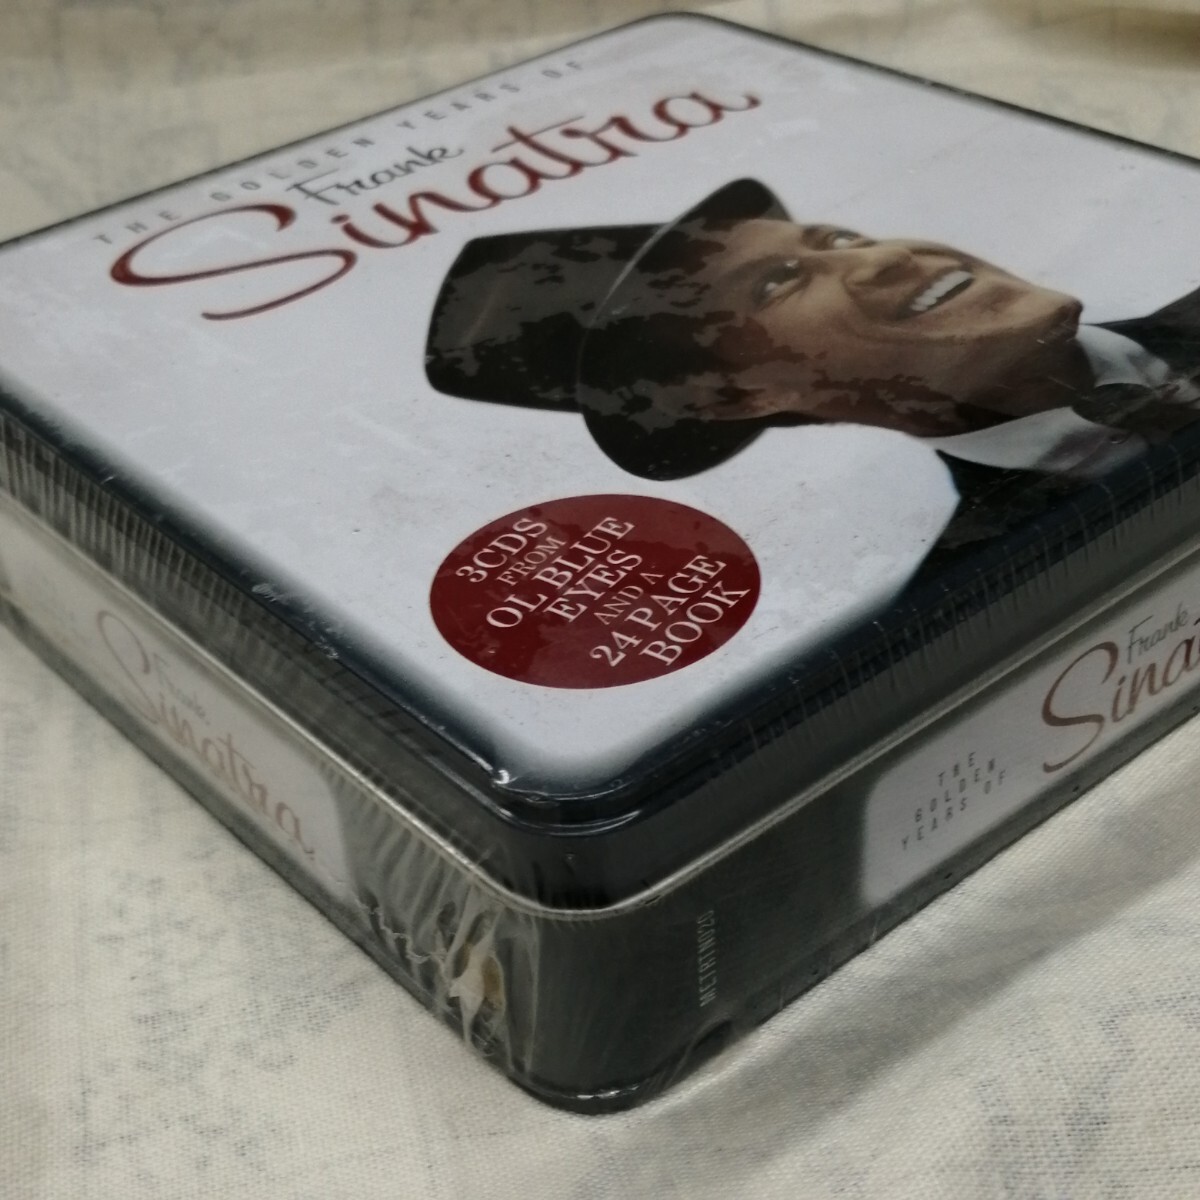 THE GOLDEN YEARS OF
Frank
Sinatra
3CDS
FROM
OL BLUE
EYES
AND A
24 PAGE
BOOK
Frank
Sinatra
THE
GOLDEN
YEARS OF
Frank
METRTN020